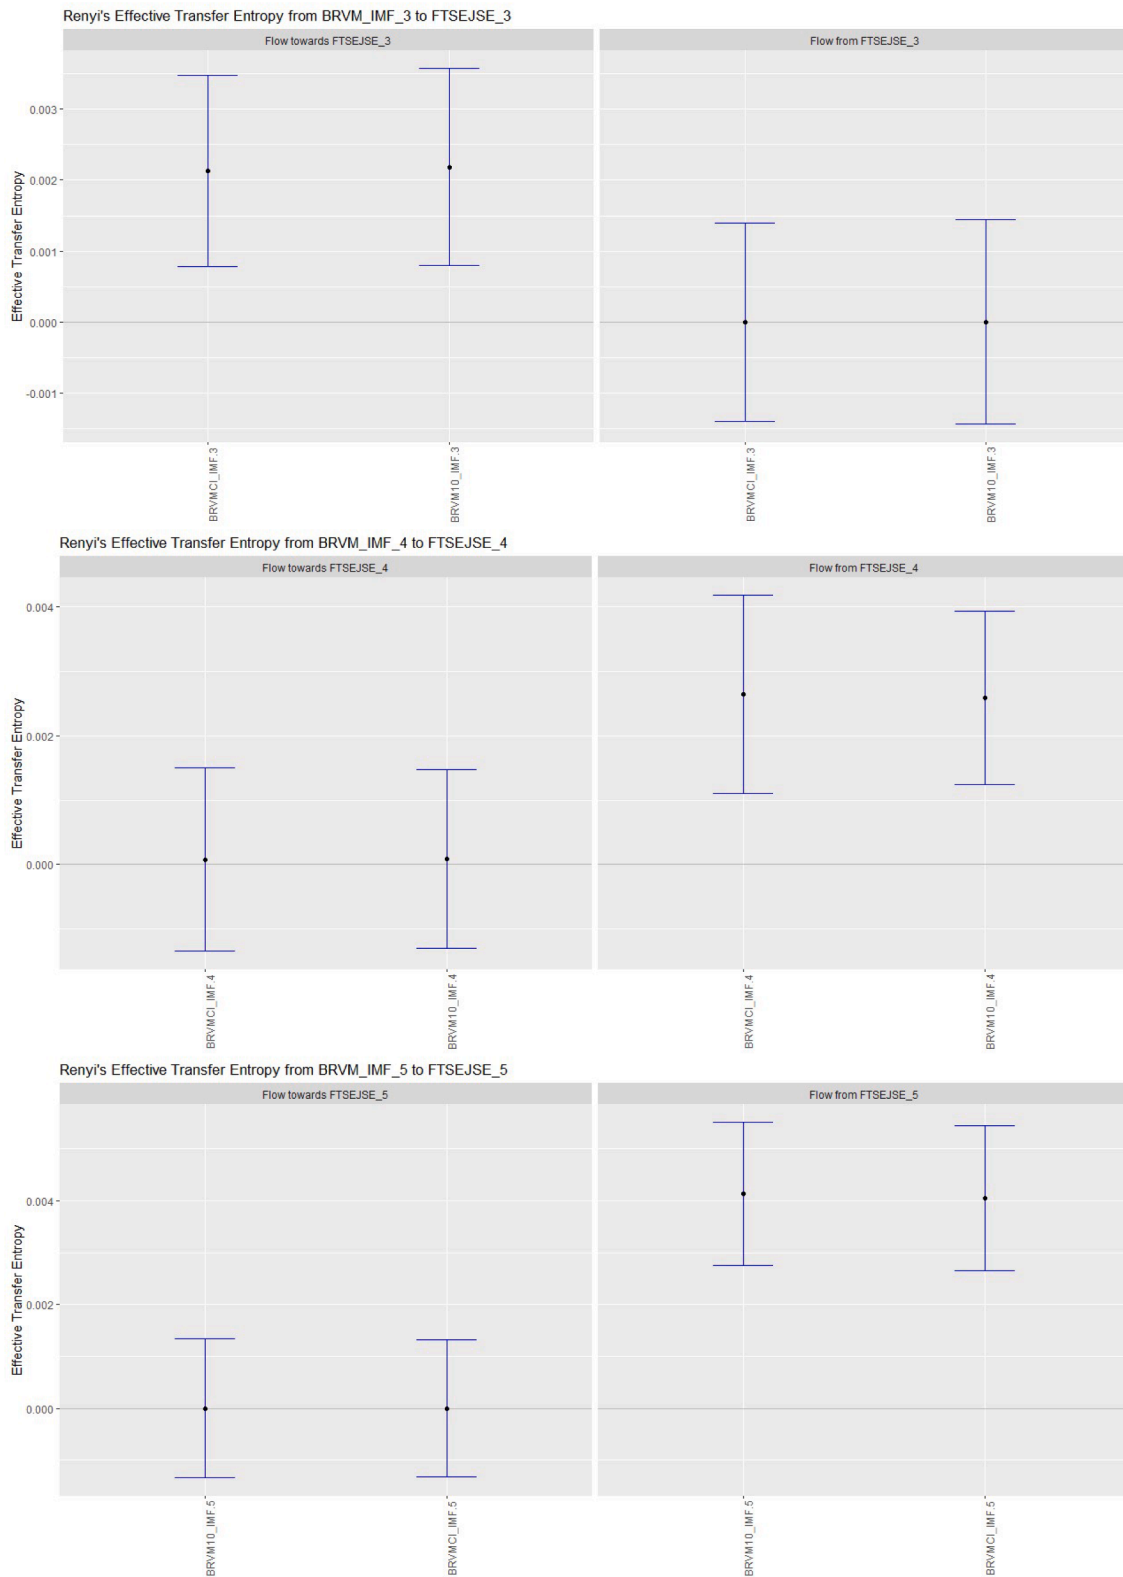 Renyi's Effective Transfer Entropy from BRVM_IMF_3 to FTSEJSE_3
Flow towards FTSEJSE_3
Flow from FTSEJSE_3
Effective Transfer Entropy
0.003
0.002
0.001
0.000
-0.001
BRVMCI_IMF.3
BRVM10_IMF.3
BRVMCI_IMF.3
BRVM10_IMF.3
Renyi's Effective Transfer Entropy from BRVM_IMF_4 to FTSEJSE_4
Flow towards FTSEJSE_4
Flow from FTSEJSE_4
Effective Transfer Entropy
0.004
0.002
0.000
BRVMCI_IMF.4
BRVM10_IMF.4
BRVMCI_IMF.4
BRVM10_IMF.4
Renyi's Effective Transfer Entropy from BRVM_IMF_5 to FTSEJSE_5
Flow towards FTSEJSE_5
Flow from FTSEJSE_5
Effective Transfer Entropy
0.004
0.002
0.000
BRVM10_IMF.5
BRVMCI_IMF.5
BRVM10_IMF.5
BRVMCI_IMF.5